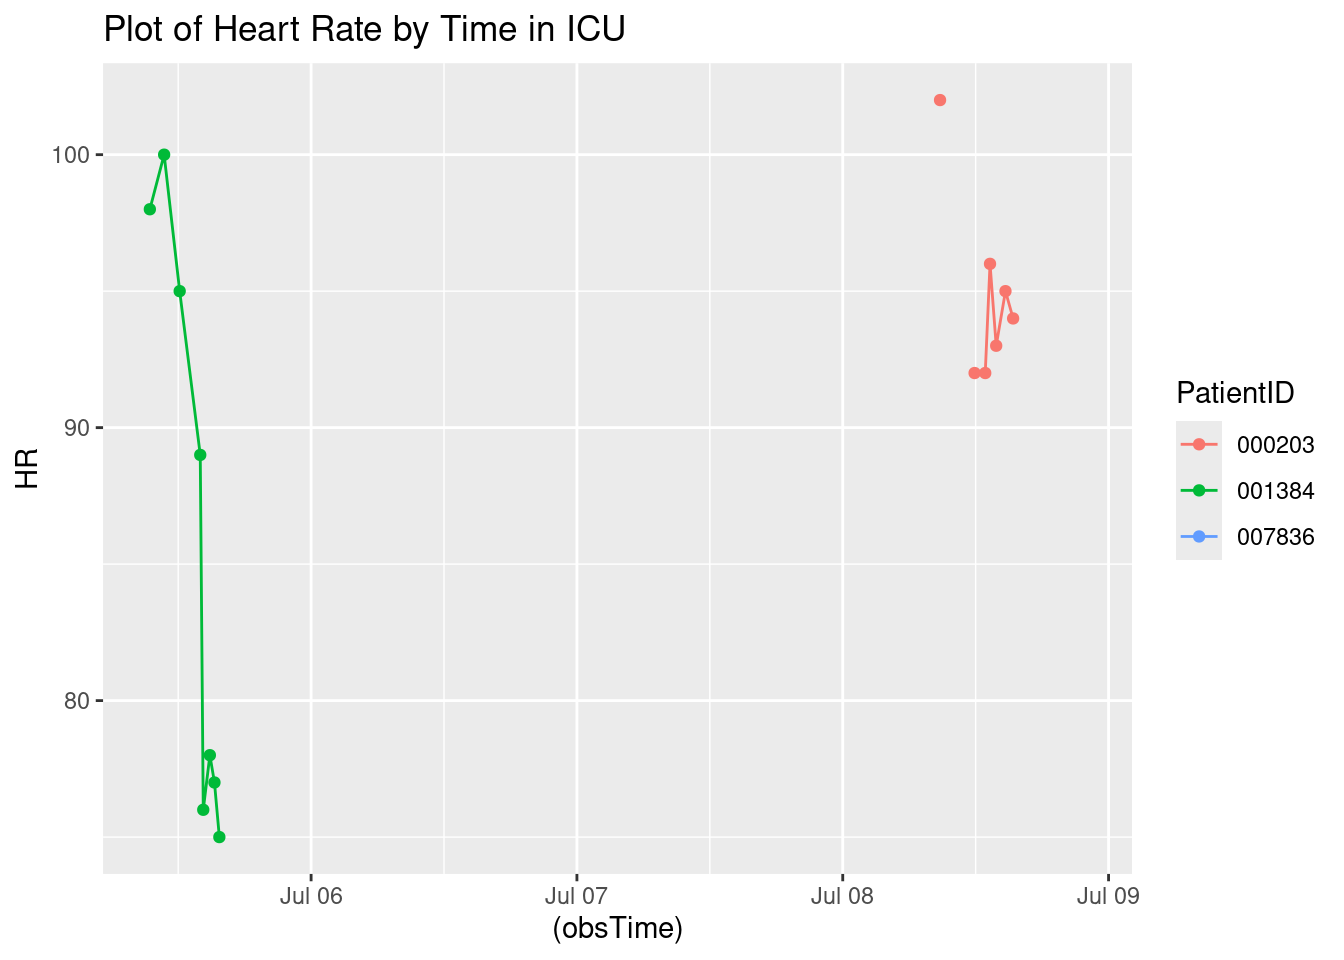 Plot of Heart Rate by Time in ICU
100
90
80
HR
Jul 06
Jul 07
Jul 08
Jul 09
(obsTime)
PatientID
000203
001384
007836